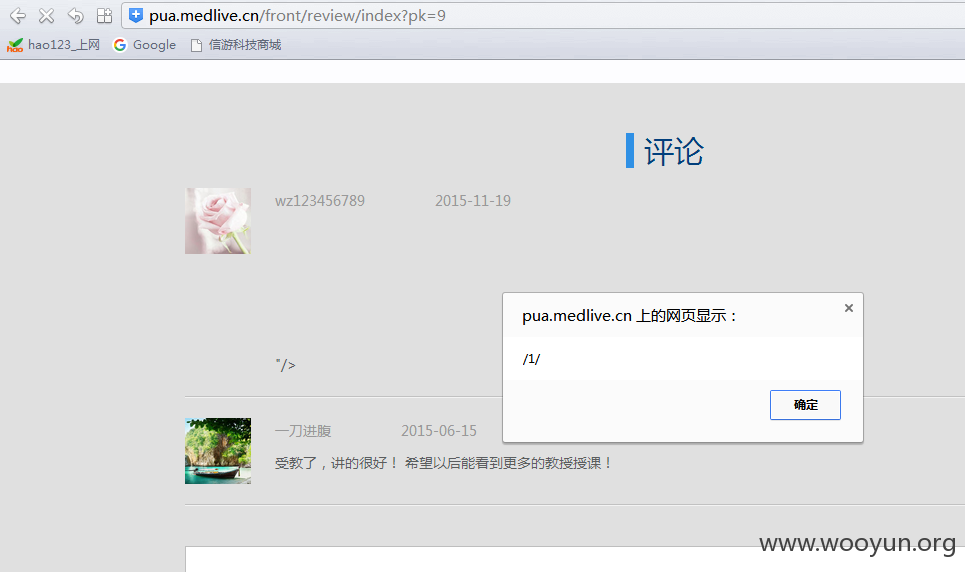 pua.medlive.cn/front/review/index?pk=9
hao123_上网 Google 信游科技商城
评论
wz123456789 2015-11-19
pua.medlive.cn 上的网页显示：
/1/
"/>
确定
一刀进腹 2015-06-15
受教了，讲的很好！ 希望以后能看到更多的教授授课！
www.wooyun.org